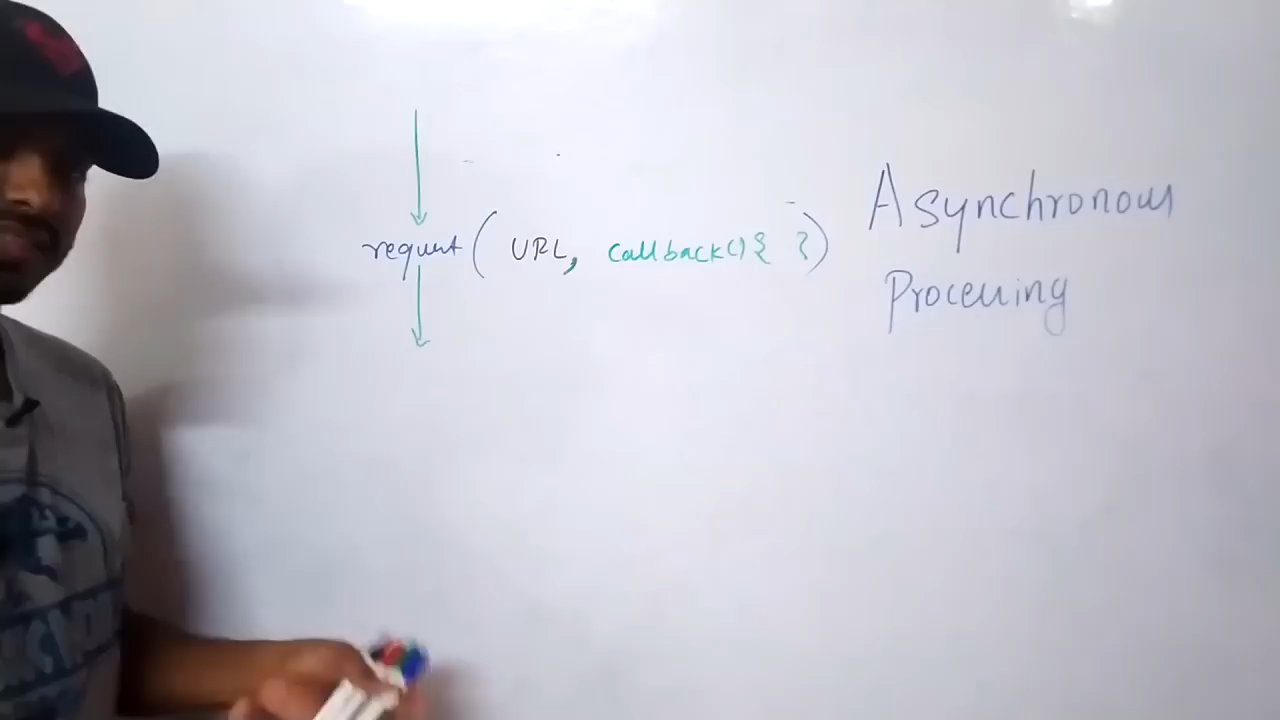 request( URL, callback(){ })
Asynchronous
Processing